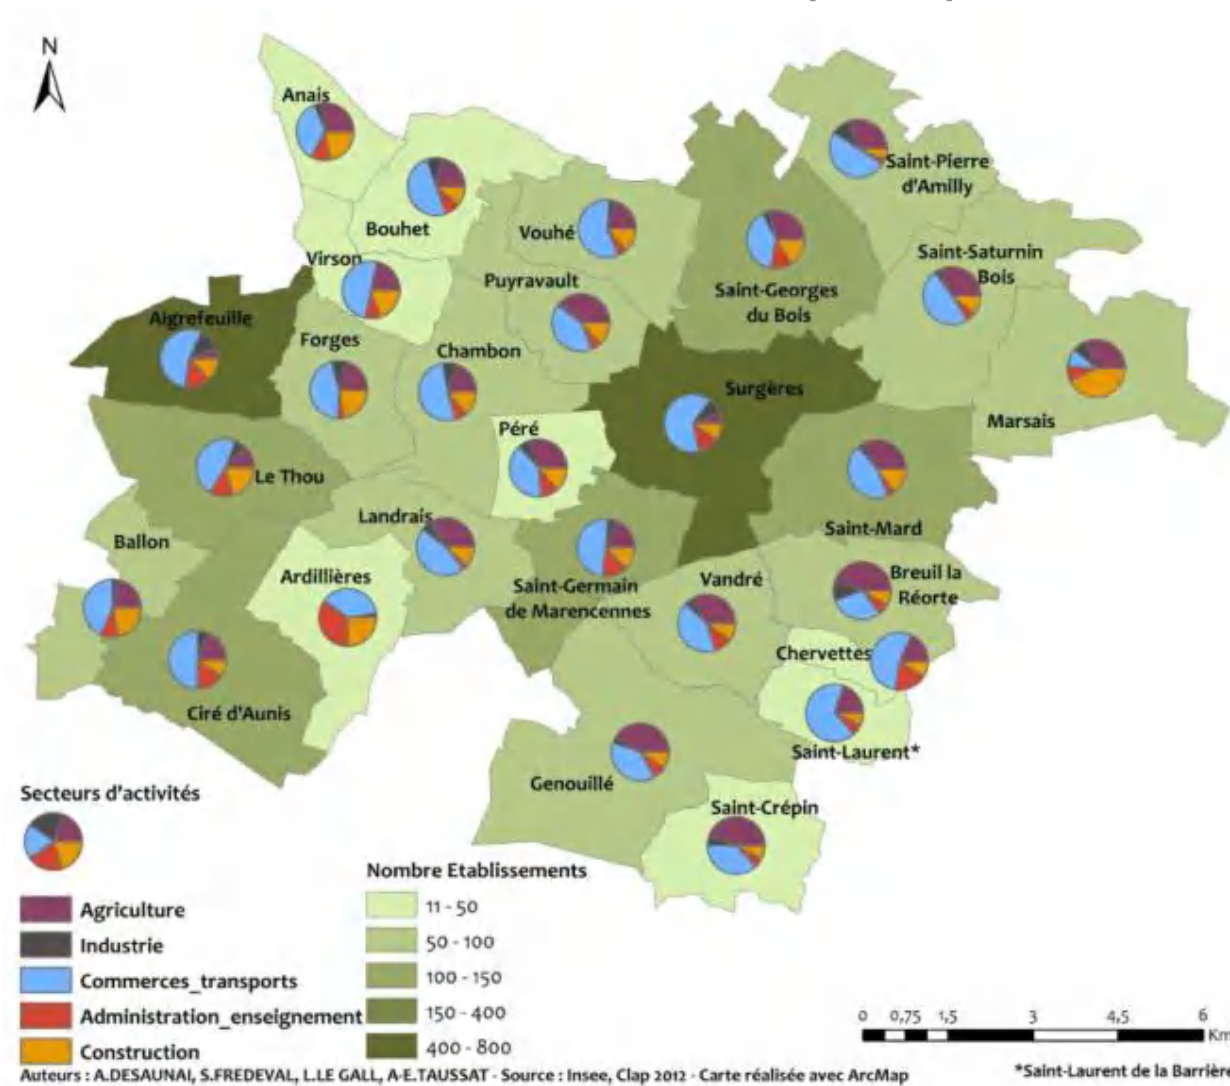 N
Anais
Bouhet
Virson
Vouhé
Puyravault
Saint-Pierre
d'Amilly
Saint-Saturnin
Bois
Saint-Georges
du Bois
Aigrefeuille
Forges
Chambon
Surgères
Marsais
Péré
Le Thou
Landrais
Saint-Mard
Ballon
Ardillières
Saint-Germain
de Marencennes
Vandré
Breuil la
Réorte
Chervettes
Ciré d'Aunis
Saint-Laurent*
Genouillé
Saint-Crépin
Secteurs d'activités
Agriculture
Industrie
Commerces_transports
Administration_enseignement
Construction
Nombre Etablissements
11 - 50
50 - 100
100 - 150
150 - 400
400 - 800
0 0,75 1,5 3 4,5 6
Km
Auteurs : A.DESAUNAI, S.FREDEVAL, L.LE GALL, A-E.TAUSSAT - Source : Insee, Clap 2012 - Carte réalisée avec ArcMap
*Saint-Laurent de la Barrière